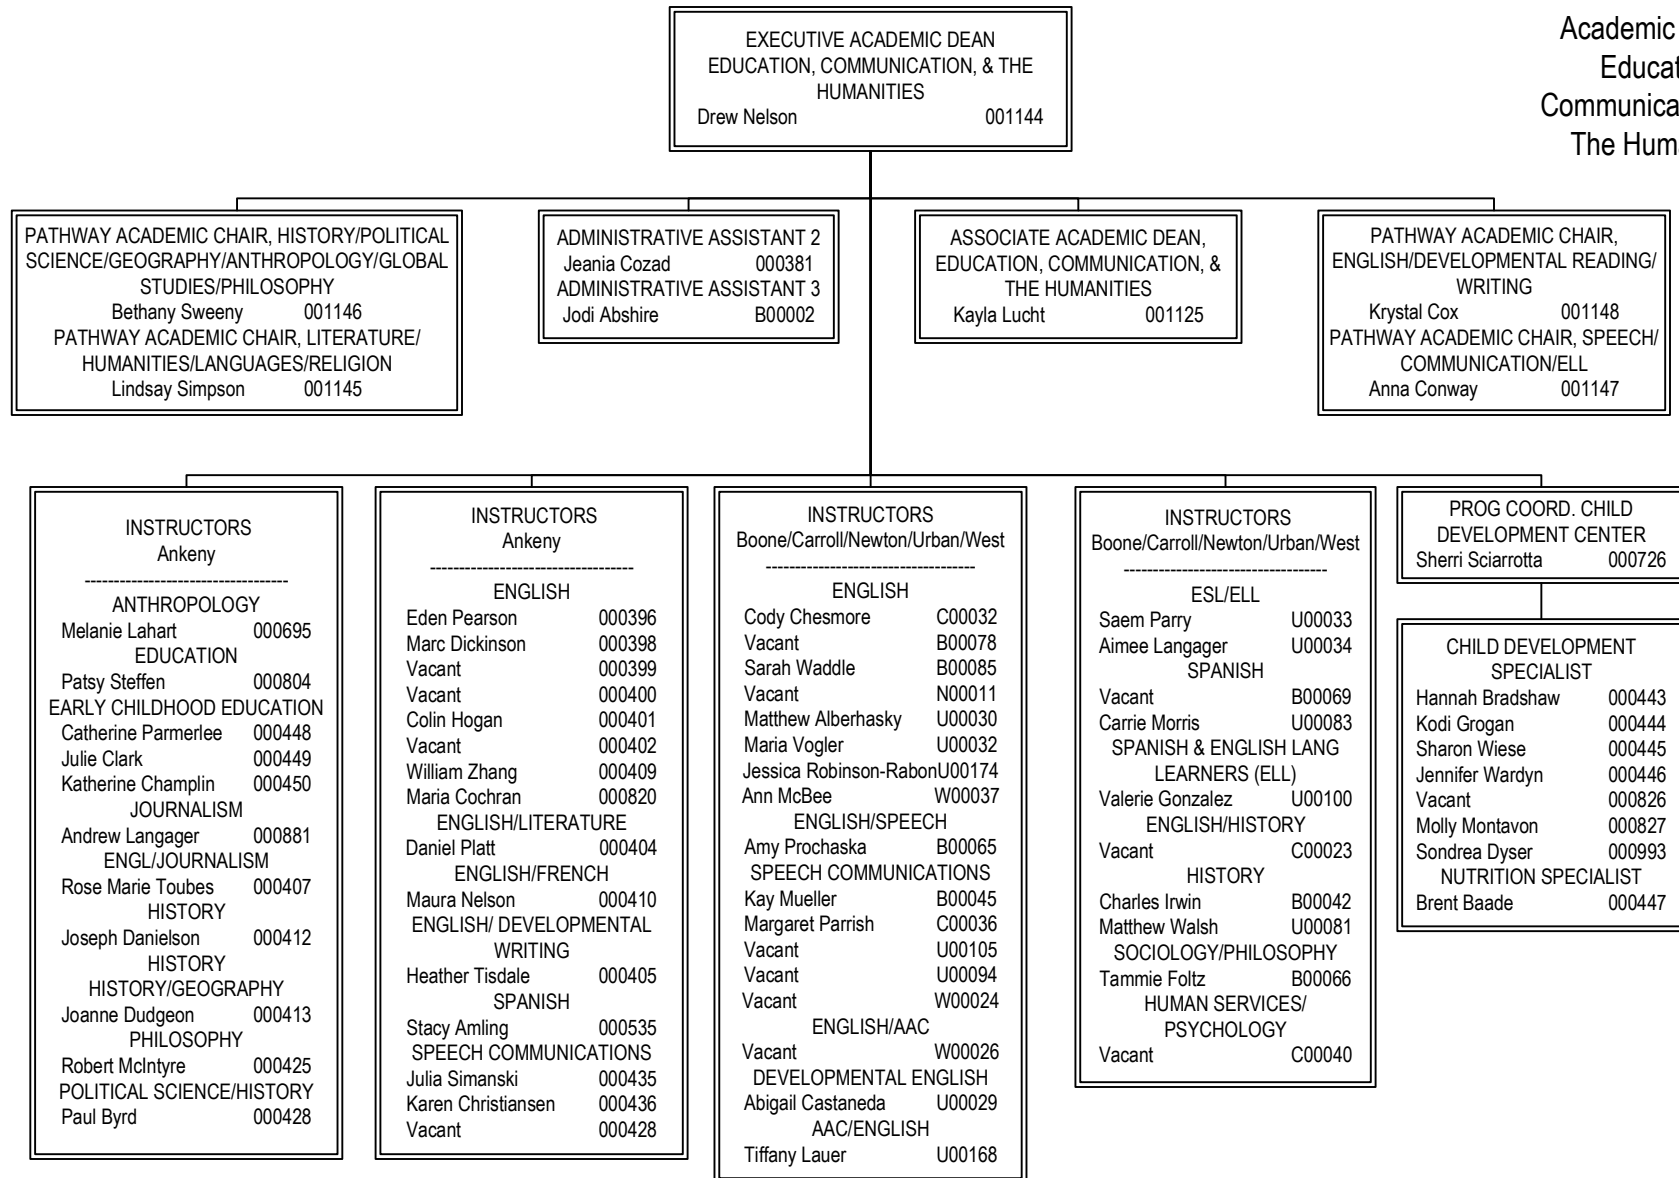 Academic
Educat
Communica
The Hum
EXECUTIVE ACADEMIC DEAN
EDUCATION, COMMUNICATION, & THE
HUMANITIES
Drew Nelson 001144
PATHWAY ACADEMIC CHAIR, HISTORY/POLITICAL
SCIENCE/GEOGRAPHY/ANTHROPOLOGY/GLOBAL
STUDIES/PHILOSOPHY
Bethany Sweeny 001146
PATHWAY ACADEMIC CHAIR, LITERATURE/
HUMANITIES/LANGUAGES/RELIGION
Lindsay Simpson 001145
ADMINISTRATIVE ASSISTANT 2
Jeania Cozad 000381
ADMINISTRATIVE ASSISTANT 3
Jodi Abshire B00002
ASSOCIATE ACADEMIC DEAN,
EDUCATION, COMMUNICATION, &
THE HUMANITIES
Kayla Lucht 001125
PATHWAY ACADEMIC CHAIR,
ENGLISH/DEVELOPMENTAL READING/
WRITING
Krystal Cox 001148
PATHWAY ACADEMIC CHAIR, SPEECH/
COMMUNICATION/ELL
Anna Conway 001147
INSTRUCTORS
Ankeny
-----------------------------------
ANTHROPOLOGY
Melanie Lahart 000695
EDUCATION
Patsy Steffen 000804
EARLY CHILDHOOD EDUCATION
Catherine Parmerlee 000448
Julie Clark 000449
Katherine Champlin 000450
JOURNALISM
Andrew Langager 000881
ENGL/JOURNALISM
Rose Marie Toubes 000407
HISTORY
Joseph Danielson 000412
HISTORY
HISTORY/GEOGRAPHY
Joanne Dudgeon 000413
PHILOSOPHY
Robert McIntyre 000425
POLITICAL SCIENCE/HISTORY
Paul Byrd 000428
INSTRUCTORS
Ankeny
-----------------------------------
ENGLISH
Eden Pearson 000396
Marc Dickinson 000398
Vacant 000399
Vacant 000400
Colin Hogan 000401
Vacant 000402
William Zhang 000409
Maria Cochran 000820
ENGLISH/LITERATURE
Daniel Platt 000404
ENGLISH/FRENCH
Maura Nelson 000410
ENGLISH/ DEVELOPMENTAL
WRITING
Heather Tisdale 000405
SPANISH
Stacy Amling 000535
SPEECH COMMUNICATIONS
Julia Simanski 000435
Karen Christiansen 000436
Vacant 000428
INSTRUCTORS
Boone/Carroll/Newton/Urban/West
------------------------------------
ENGLISH
Cody Chesmore C00032
Vacant B00078
Sarah Waddle B00085
Vacant N00011
Matthew Alberhasky U00030
Maria Vogler U00032
Jessica Robinson-RabonU00174
Ann McBee W00037
ENGLISH/SPEECH
Amy Prochaska B00065
SPEECH COMMUNICATIONS
Kay Mueller B00045
Margaret Parrish C00036
Vacant U00105
Vacant U00094
Vacant W00024
ENGLISH/AAC
Vacant W00026
DEVELOPMENTAL ENGLISH
Abigail Castaneda U00029
AAC/ENGLISH
Tiffany Lauer U00168
INSTRUCTORS
Boone/Carroll/Newton/Urban/West
-----------------------------------
ESL/ELL
Saem Parry U00033
Aimee Langager U00034
SPANISH
Vacant B00069
Carrie Morris U00083
SPANISH & ENGLISH LANG
LEARNERS (ELL)
Valerie Gonzalez U00100
ENGLISH/HISTORY
Vacant C00023
HISTORY
Charles Irwin B00042
Matthew Walsh U00081
SOCIOLOGY/PHILOSOPHY
Tammie Foltz B00066
HUMAN SERVICES/
PSYCHOLOGY
Vacant C00040
PROG COORD. CHILD
DEVELOPMENT CENTER
Sherri Sciarrotta 000726
CHILD DEVELOPMENT
SPECIALIST
Hannah Bradshaw 000443
Kodi Grogan 000444
Sharon Wiese 000445
Jennifer Wardyn 000446
Vacant 000826
Molly Montavon 000827
Sondrea Dyser 000993
NUTRITION SPECIALIST
Brent Baade 000447